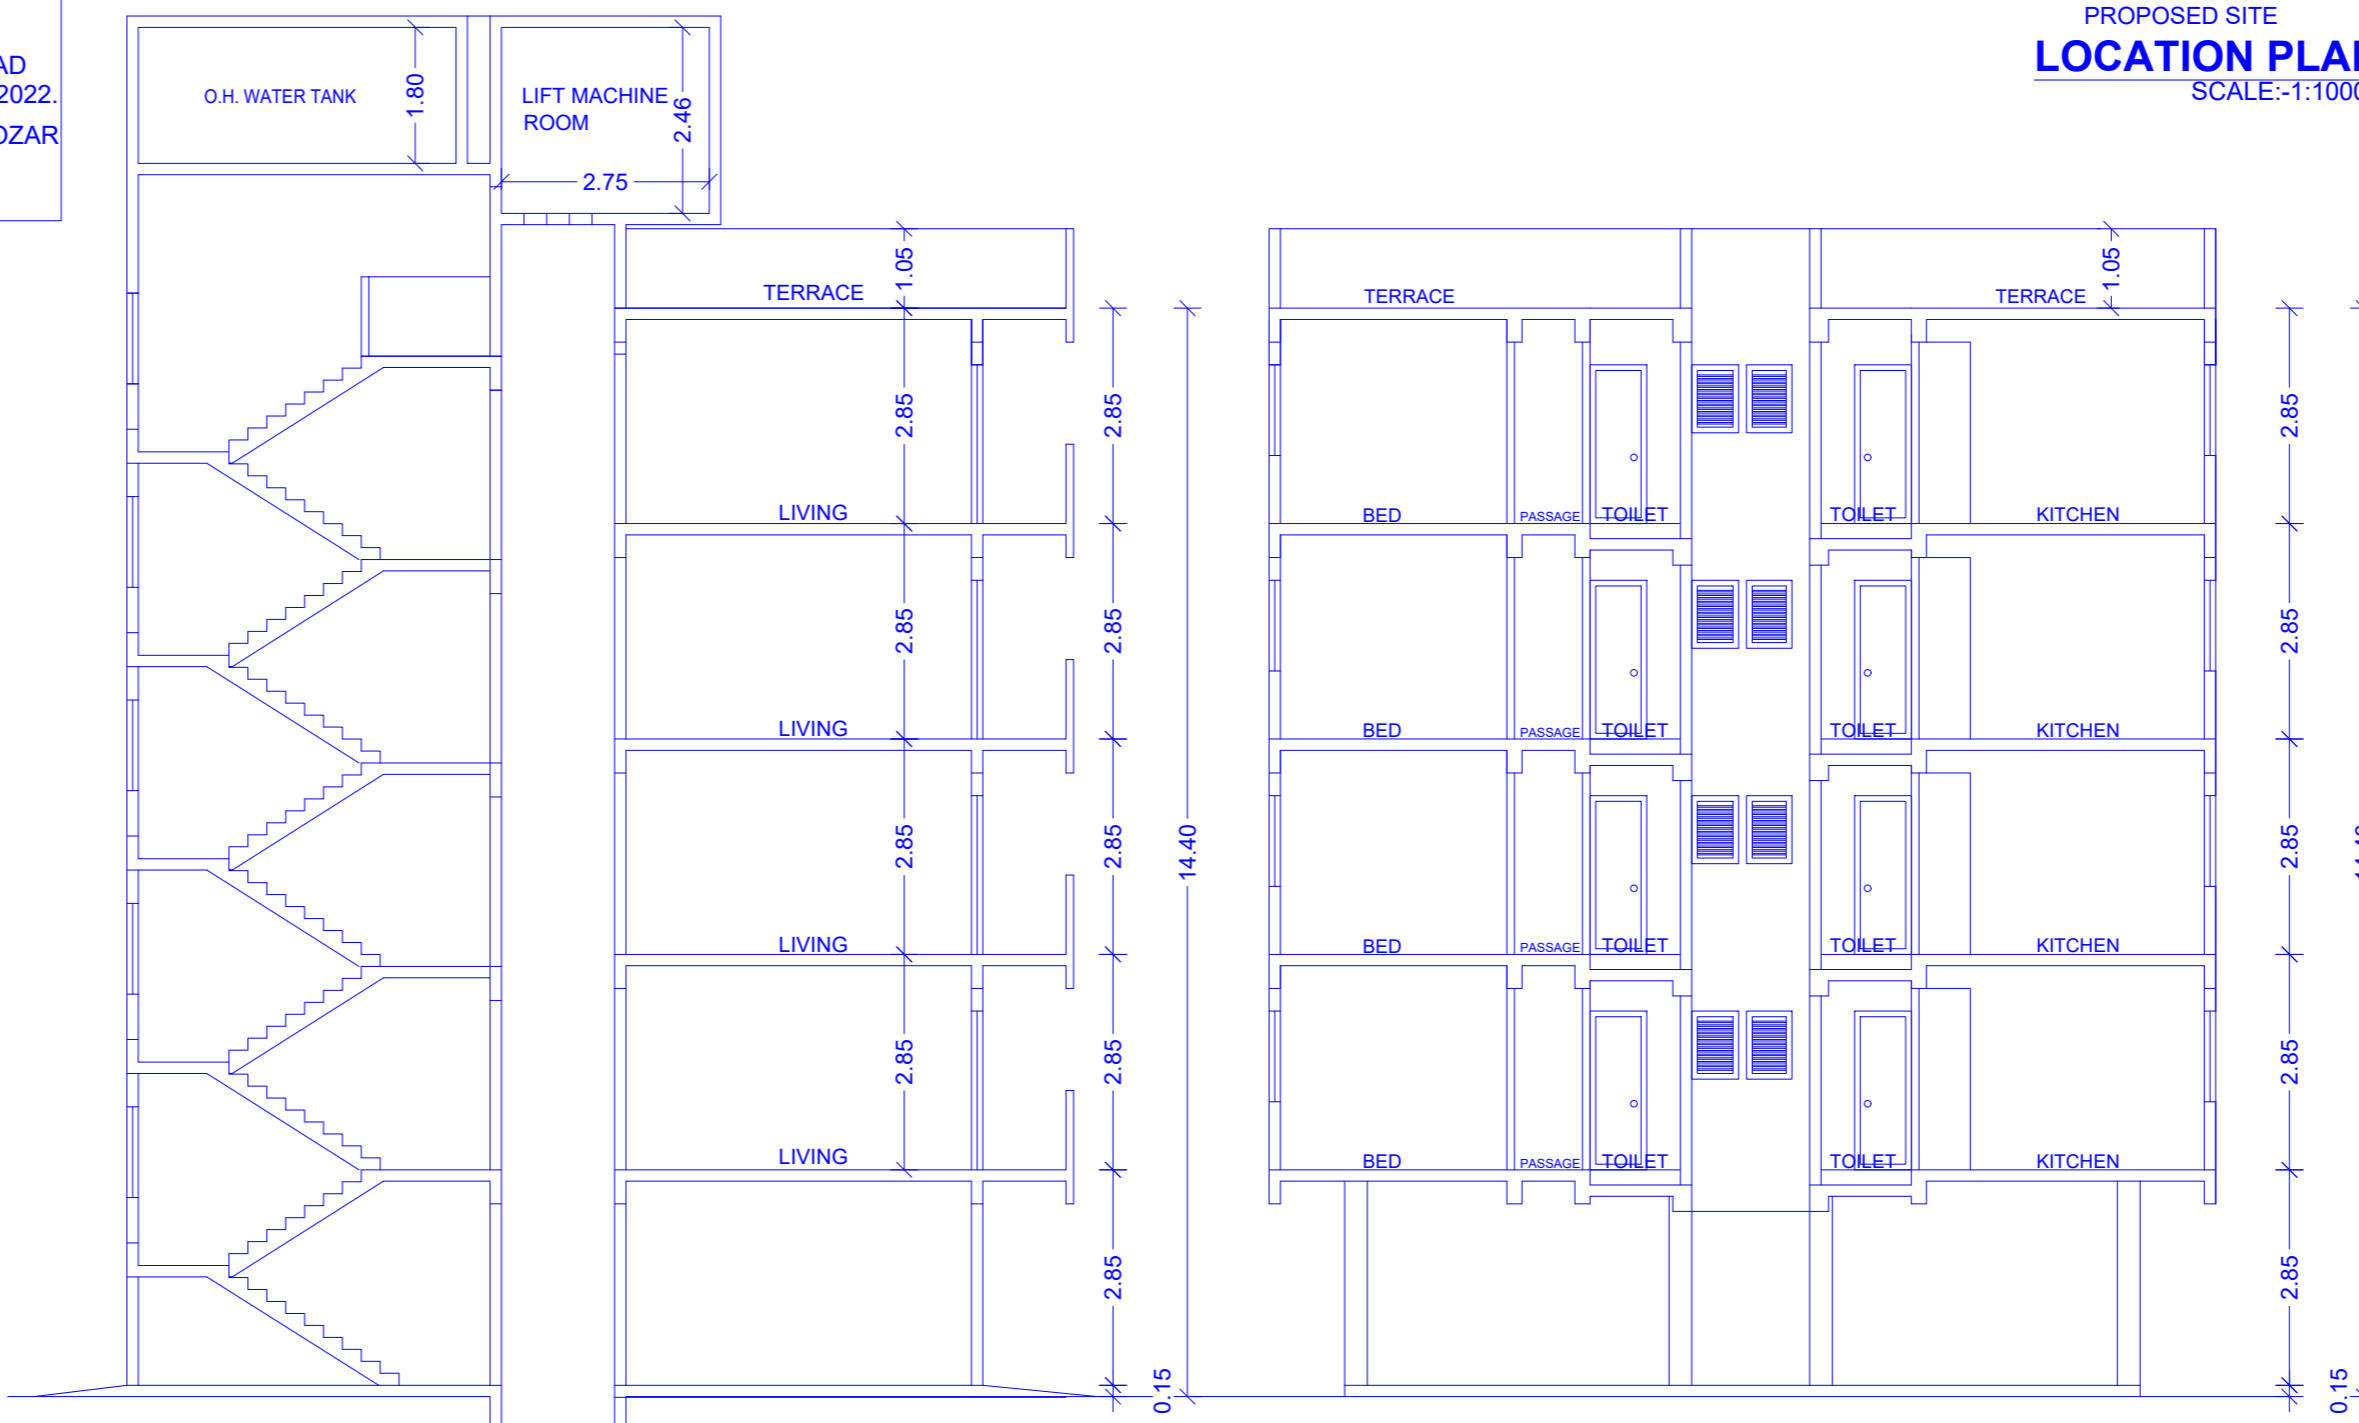 AD
2022.
OZAR
PROPOSED SITE
LOCATION PLA
SCALE:-1:1000
O.H. WATER TANK
1.80
LIFT MACHINE
ROOM
2.46
2.75
TERRACE
1.05
TERRACE
TERRACE
1.05
2.85
2.85
2.85
LIVING
BED
PASSAGE
TOILET
TOILET
KITCHEN
2.85
2.85
2.85
LIVING
BED
PASSAGE
TOILET
TOILET
KITCHEN
2.85
2.85
14.40
2.85
LIVING
BED
PASSAGE
TOILET
TOILET
KITCHEN
2.85
2.85
2.85
LIVING
BED
PASSAGE
TOILET
TOILET
KITCHEN
2.85
2.85
0.15
0.15